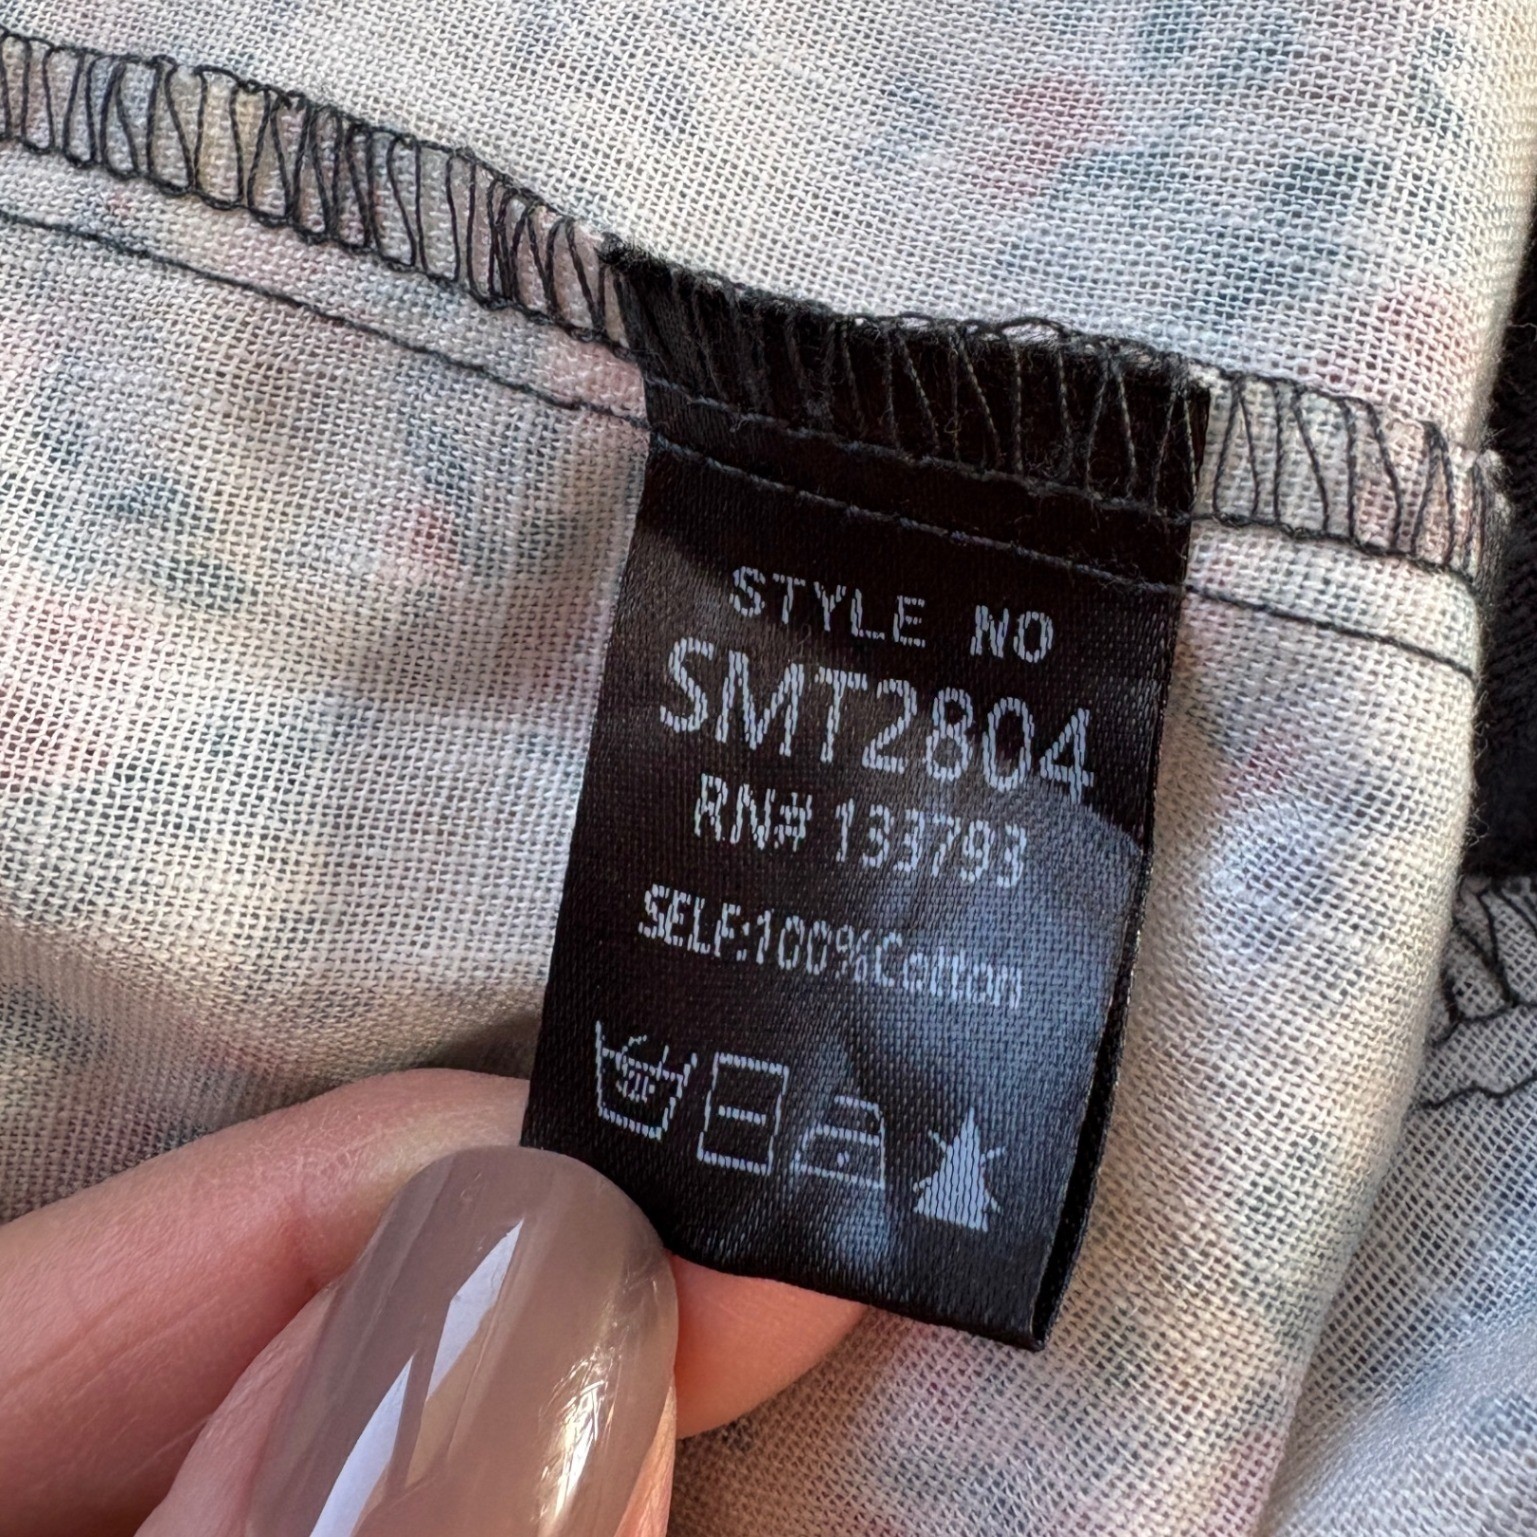 STYLE NO
SMT2804
RN# 133793
SELF:100%Cotton